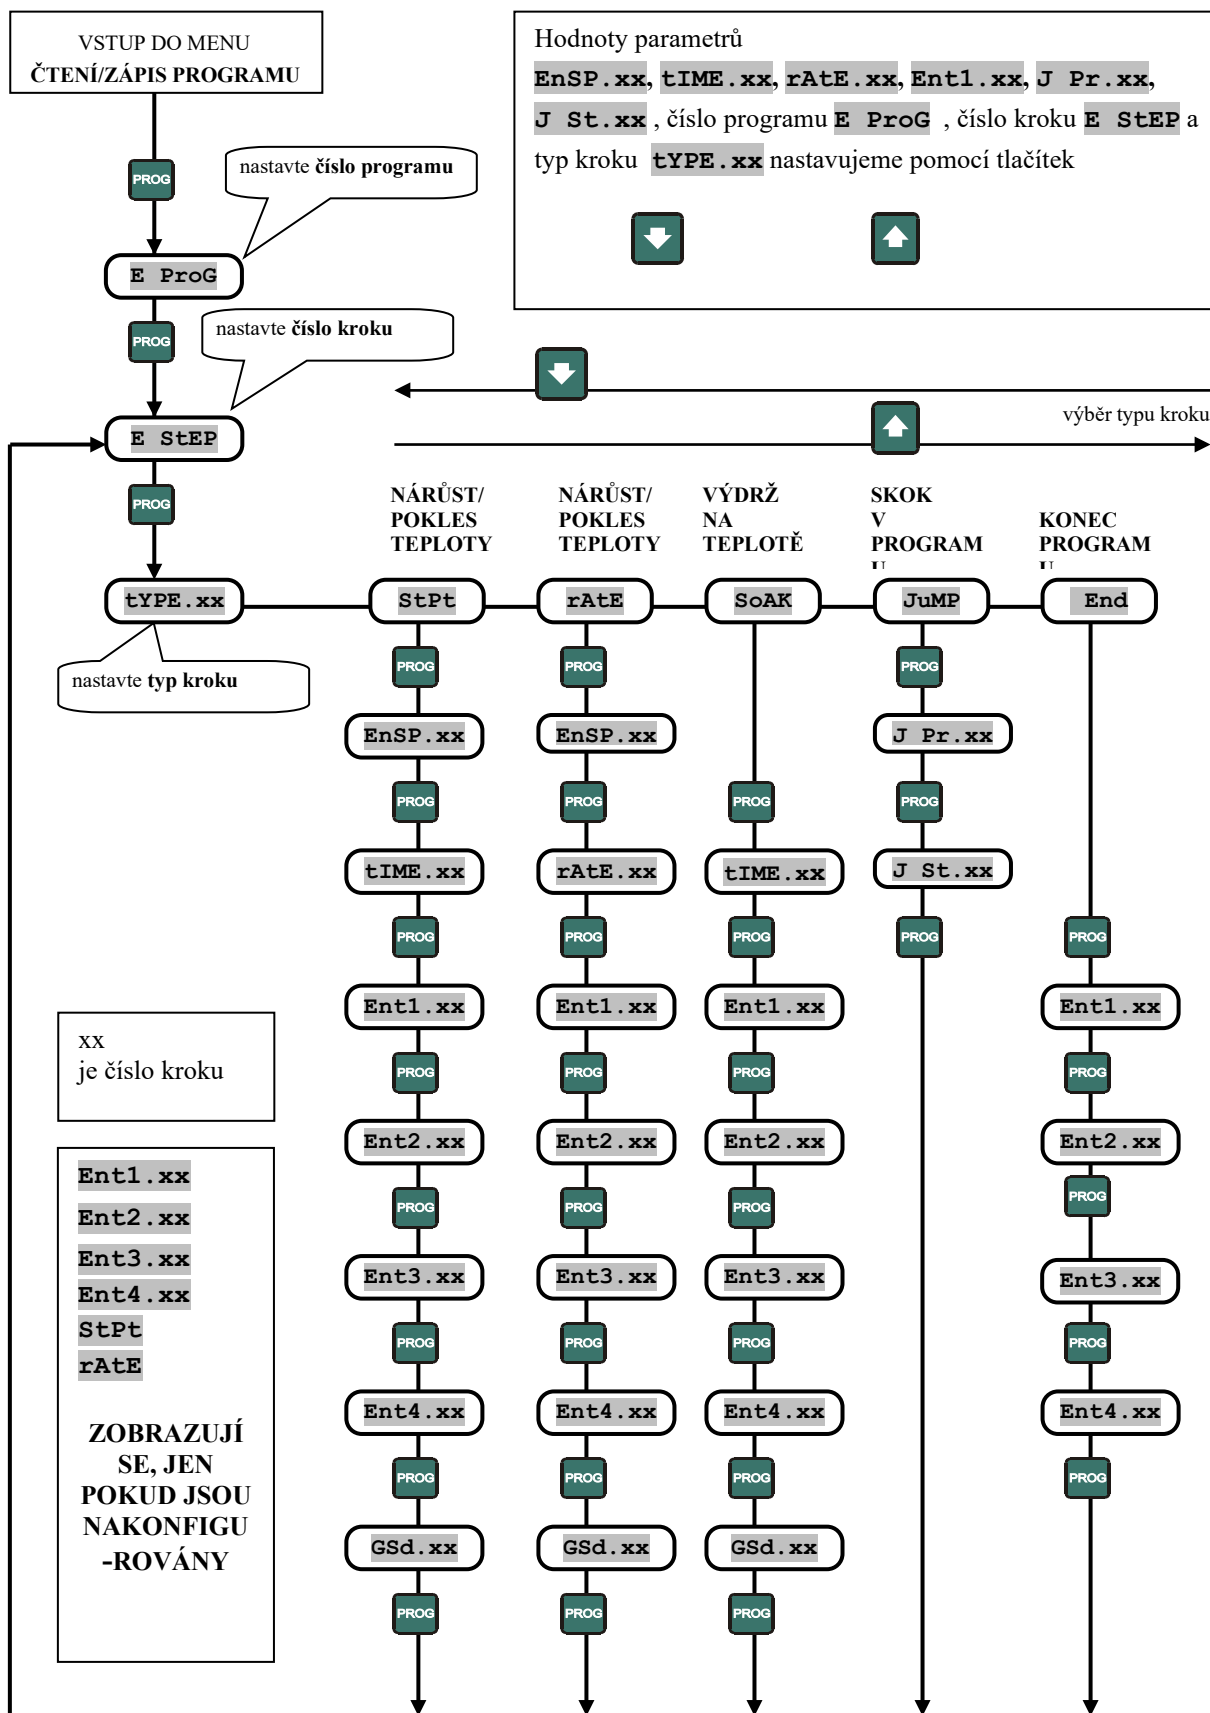 VSTUP DO MENU
ČTENÍ/ZÁPIS PROGRAMU
Hodnoty parametrů
EnSP.xx, tIME.xx, rAtE.xx, Ent1.xx, J Pr.xx,
J St.xx , číslo programu E ProG , číslo kroku E StEP a
typ kroku tYPE.xx nastavujeme pomocí tlačítek
PROG
nastavte číslo programu
E ProG
PROG
nastavte číslo kroku
výběr typu kroku
E StEP
PROG
NÁRŮST/
POKLES
TEPLOTY
NÁRŮST/
POKLES
TEPLOTY
VÝDRŽ
NA
TEPLOTĚ
SKOK
V
PROGRAM
U
KONEC
PROGRAM
U
tYPE.xx StPt rAtE SoAK JuMP End
nastavte typ kroku
PROG PROG PROG
EnSP.xx EnSP.xx J Pr.xx
PROG PROG PROG PROG
tIME.xx rAtE.xx tIME.xx J St.xx
PROG PROG PROG PROG PROG
Ent1.xx Ent1.xx Ent1.xx Ent1.xx
PROG PROG PROG PROG
Ent2.xx Ent2.xx Ent2.xx Ent2.xx
PROG PROG PROG PROG
Ent3.xx Ent3.xx Ent3.xx Ent3.xx
PROG PROG PROG PROG
Ent4.xx Ent4.xx Ent4.xx Ent4.xx
PROG PROG PROG PROG
GSd.xx GSd.xx GSd.xx
PROG PROG PROG
xx
je číslo kroku
Ent1.xx
Ent2.xx
Ent3.xx
Ent4.xx
StPt
rAtE
ZOBRAZUJÍ
SE, JEN
POKUD JSOU
NAKONFIGU
-ROVÁNY